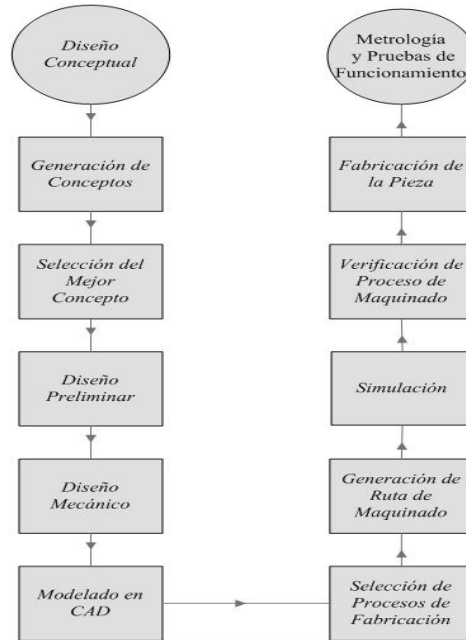 Diseño
Conceptual
Generación de
Conceptos
Selección del
Mejor
Concepto
Diseño
Preliminar
Diseño
Mecánico
Modelado en
CAD
Selección de
Procesos de
Fabricación
Generación de
Ruta de
Maquinado
Simulación
Verificación de
Proceso de
Maquinado
Fabricación de
la Pieza
Metrología
y Pruebas de
Funcionamiento